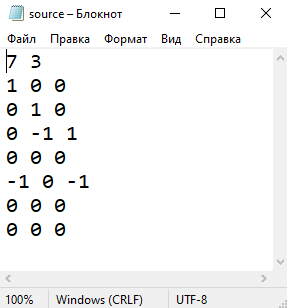 source – Блокнот
Файл Правка Формат Вид Справка
7 3
1 0 0
0 1 0
0 -1 1
0 0 0
-1 0 -1
0 0 0
0 0 0
100% Windows (CRLF) UTF-8